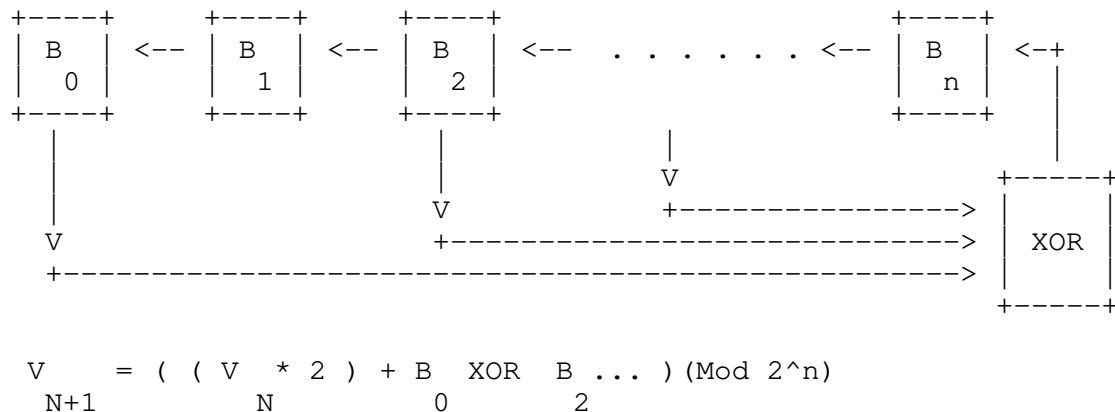 +----+     +----+     +----+                      +----+
| B  | <-- | B  | <-- | B  | <--  . . . . . . <-- | B  | <-+
|  0 |     |  1 |     |  2 |                      |  n |   |
+----+     +----+     +----+                      +----+   |
  |                     |            |                     |
  |                     |            V                  +-----+
  |                     V            +----------------> |     |
  V                     +-----------------------------> | XOR |
  +---------------------------------------------------> |     |
                                                        +-----+
V     = ( ( V  * 2 ) + B  XOR  B ... )(Mod 2^n)
 N+1         N          0       2